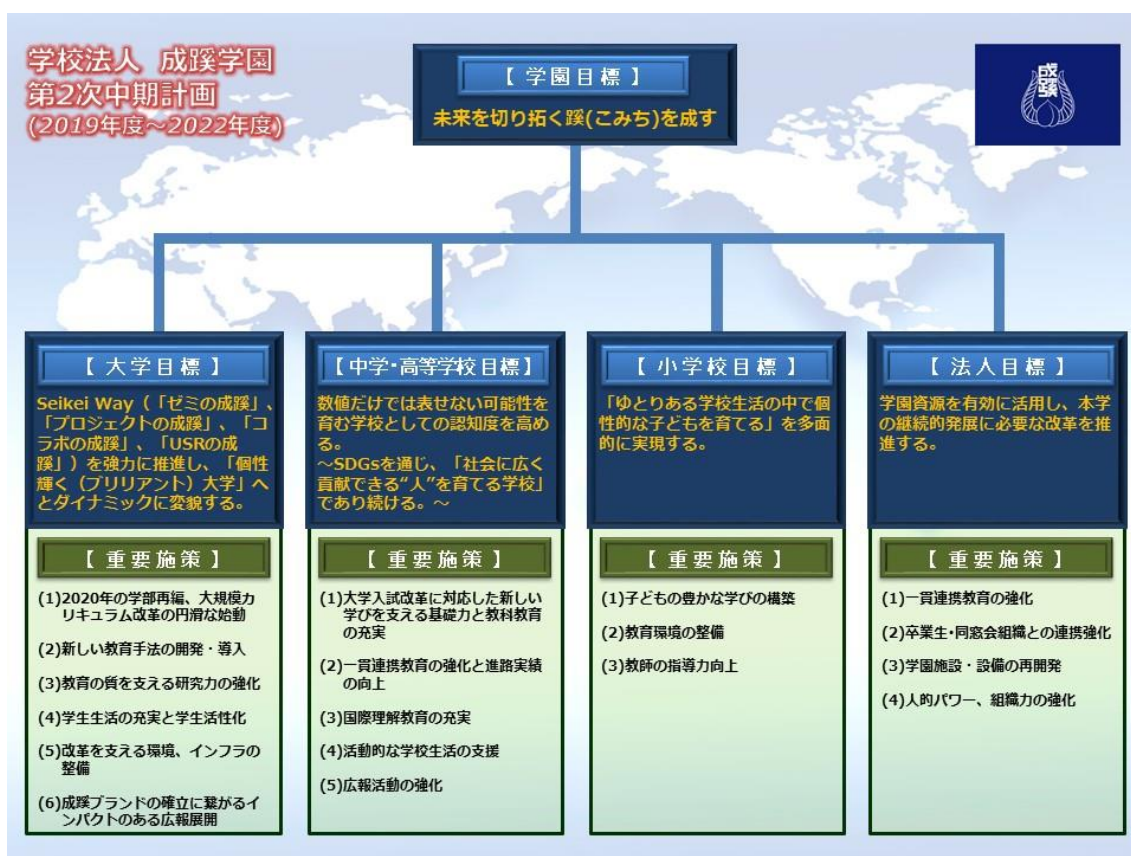 学校法人 成蹊学園
第2次中期計画
(2019年度～2022年度)
【 学園目標 】
未来を切り拓く蹊(こみち)を成す
成蹊
【 大学目標 】
Seikei Way（「ゼミの成蹊」、
「プロジェクトの成蹊」、「コ
ラボの成蹊」、「USRの成
蹊」）を強力に推進し、「個性
輝く（ブリリアント）大学」へ
とダイナミックに変貌する。
【 重要施策 】
(1)2020年の学部再編、大規模カ
リキュラム改革の円滑な始動
(2)新しい教育手法の開発・導入
(3)教育の質を支える研究力の強化
(4)学生生活の充実と学生活性化
(5)改革を支える環境、インフラの
整備
(6)成蹊ブランドの確立に繋がるイ
ンパクトのある広報展開
【中学・高等学校目標】
数値だけでは表せない可能性を
育む学校としての認知度を高め
る。
～SDGsを通じ、「社会に広く
貢献できる“人”を育てる学校」
であり続ける。～
【 重要施策 】
(1)大学入試改革に対応した新しい
学びを支える基礎力と教科教育
の充実
(2)一貫連携教育の強化と進路実績
の向上
(3)国際理解教育の充実
(4)活動的な学校生活の支援
(5)広報活動の強化
【 小学校目標 】
「ゆとりある学校生活の中で個
性的な子どもを育てる」を多面
的に実現する。
【 重要施策 】
(1)子どもの豊かな学びの構築
(2)教育環境の整備
(3)教師の指導力向上
【 法人目標 】
学園資源を有効に活用し、本学
の継続的発展に必要な改革を推
進する。
【 重要施策 】
(1)一貫連携教育の強化
(2)卒業生・同窓会組織との連携強化
(3)学園施設・設備の再開発
(4)人的パワー、組織力の強化